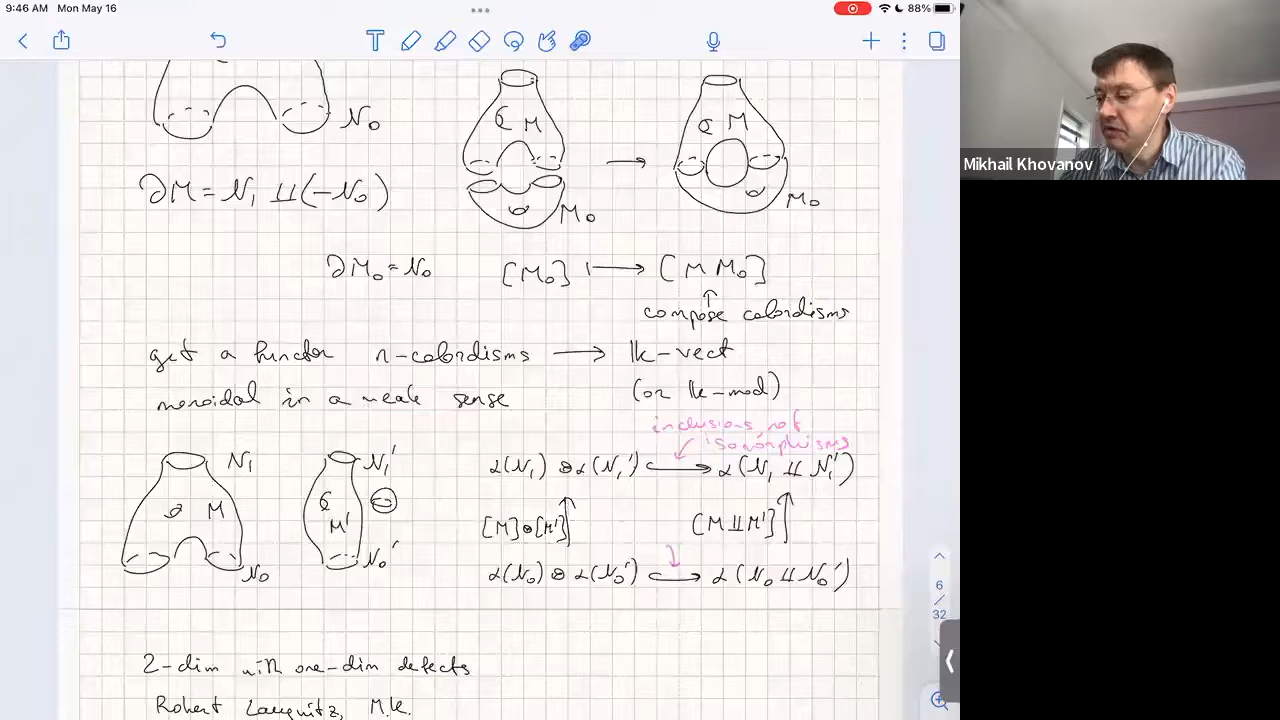 9:46 AM Mon May 16
88%
N₀
∂M = N₁ ⊔ (-N₀)
M
M₀
M
M₀
∂M₀ = N₀
[M₀] ⟼ [M M₀]
compose cobordisms
get a functor n-cobordisms → lk-vect
monoidal in a weak sense
(or lk-mod)
inclusions not
isomorphisms
N₁
M
N₀
N₁'
M'
N₀'
α(N₁) ⊗ α(N₁') ↪ α(N₁ ⊔ N₁')
[M] ⊗ [M']
[M ⊔ M']
α(N₀) ⊗ α(N₀') ↪ α(N₀ ⊔ N₀')
2-dim with one-dim defects
Robert M.K.
6
/
32
Mikhail Khovanov